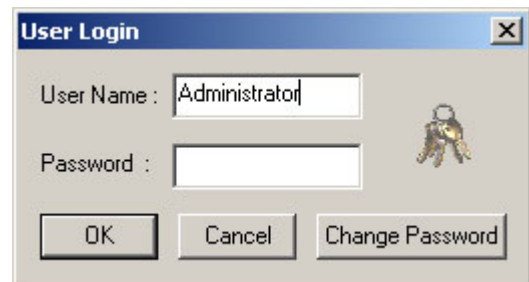 User Login
User Name : Administrator
Password :
OK Cancel Change Password